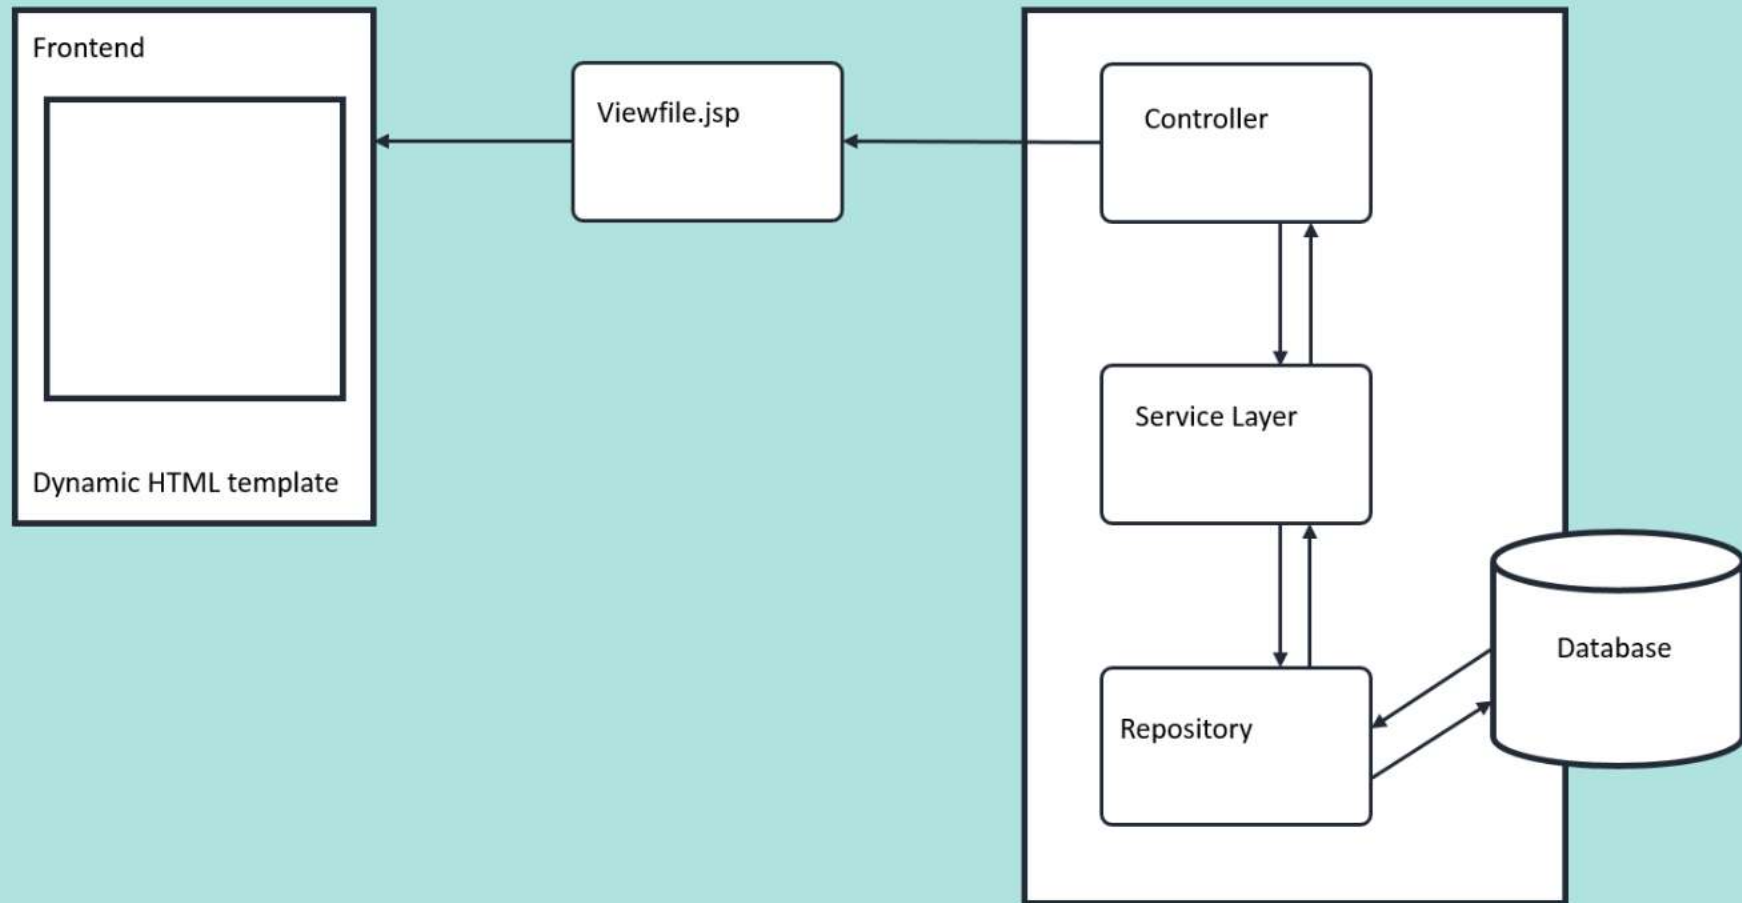 Frontend
Dynamic HTML template
Viewfile.jsp
Controller
Service Layer
Repository
Database